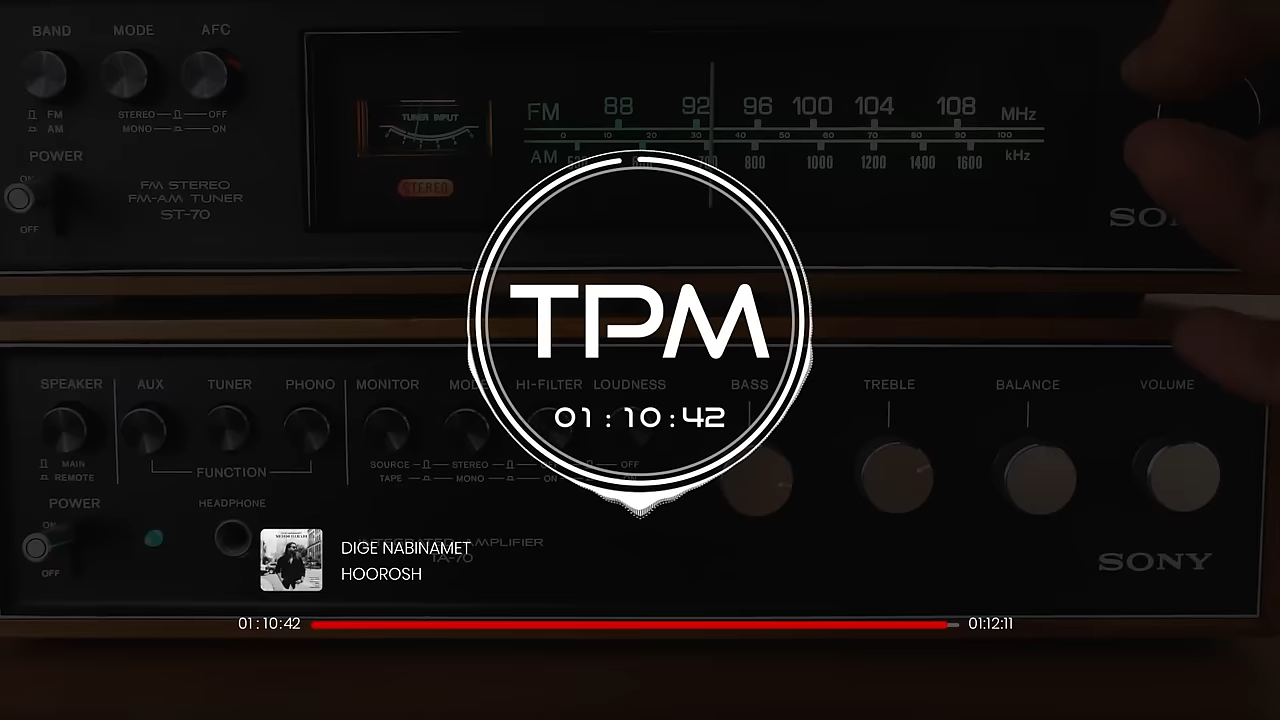 BAND MODE AFC
FM STEREO OFF
AM MONO ON
POWER
ON
OFF
FM STEREO
FM-AM TUNER
ST-70
TUNER INPUT
STEREO
FM 88 92 96 100 104 108 MHz
0 10 20 30 40 50 60 70 80 90 100
AM 800 1000 1200 1400 1600 kHz
TPM
01:10:42
SPEAKER AUX TUNER PHONO MONITOR MODE HI-FILTER LOUDNESS BASS TREBLE BALANCE VOLUME
MAIN SOURCE STEREO OFF
REMOTE TAPE MONO ON
FUNCTION
POWER HEADPHONE
ON
OFF
AMPLIFIER
TA-70
SONY
DIGE NABINAMET
HOOROSH
01:10:42 01:12:11